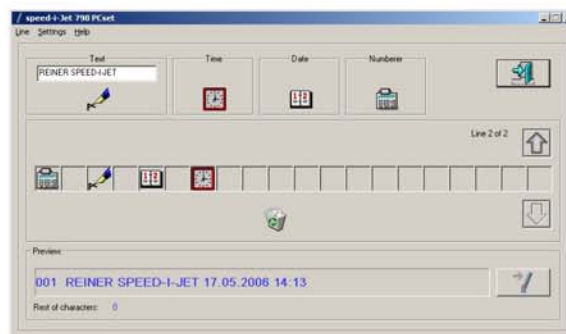 speed-i-Jet 798 PCset
Line Settings Help
Text Time Date Numberer
REINER SPEED-I-JET
Line 2 of 2
Preview:
001 REINER SPEED-I-JET 17.05.2006 14:13
Rest of characters: 0